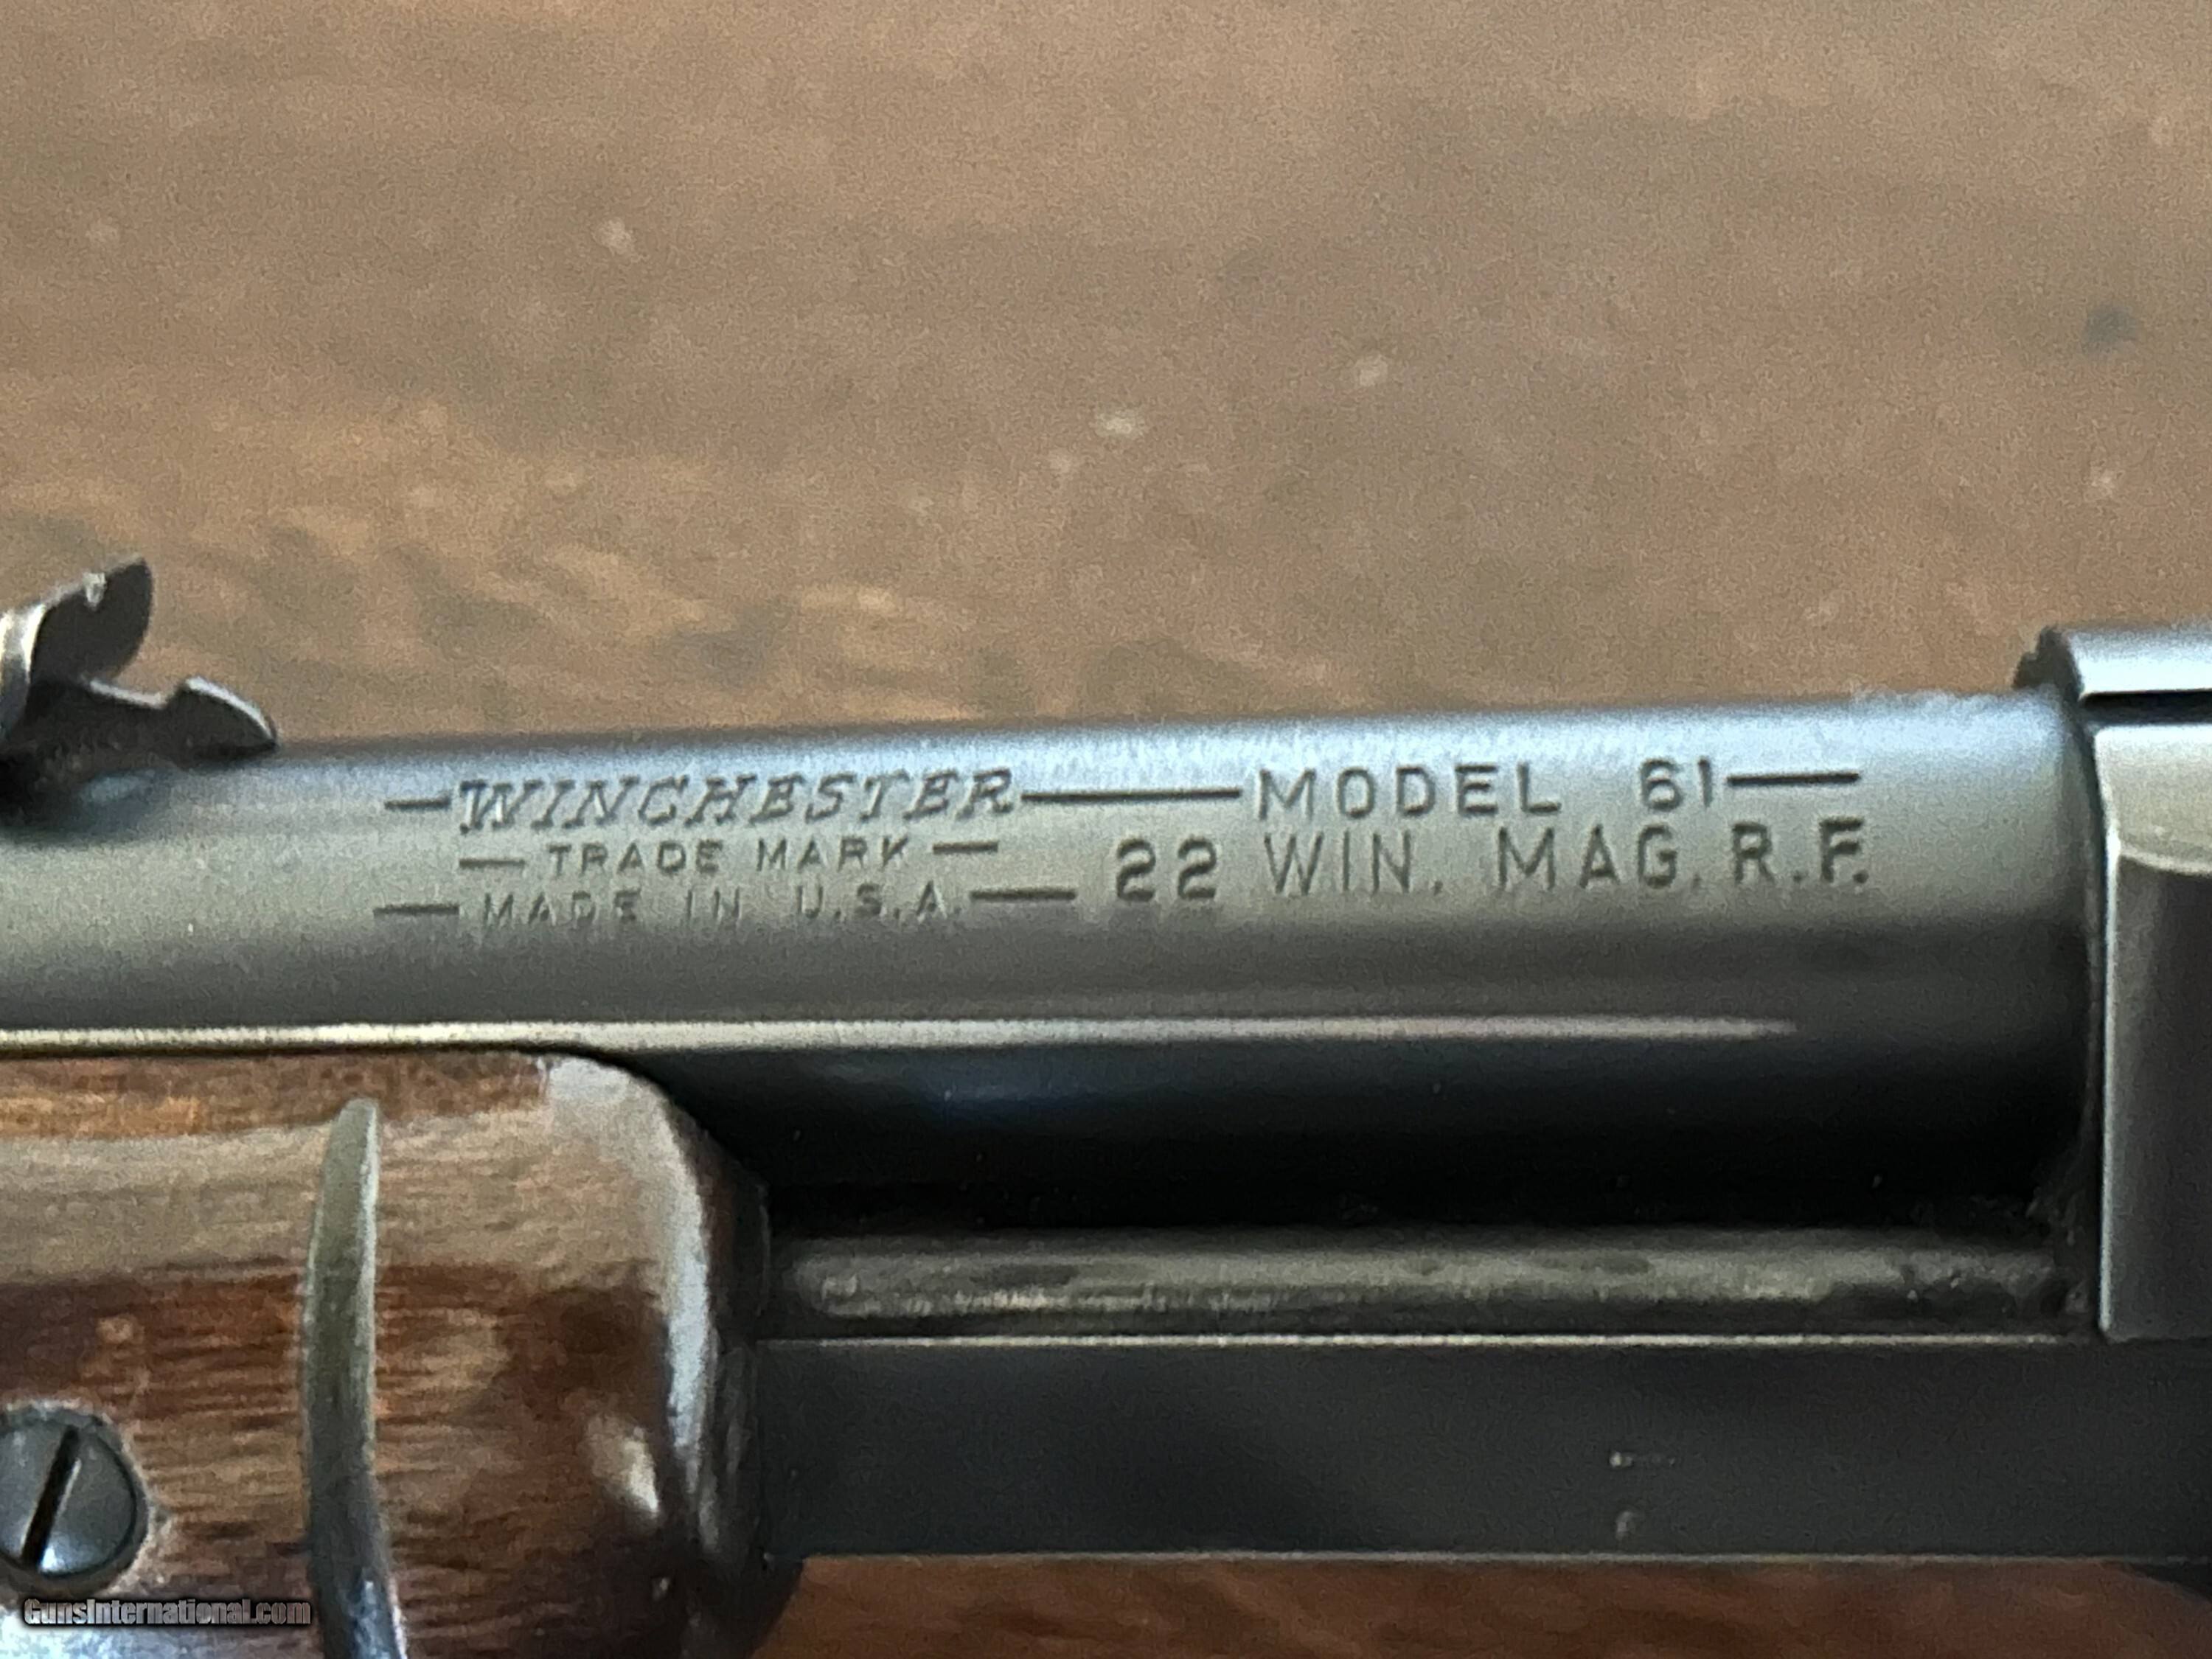 —WINCHESTER——MODEL 61—
—TRADE MARK—
—MADE IN U.S.A.— 22 WIN. MAG. R.F.
GunsInternational.com